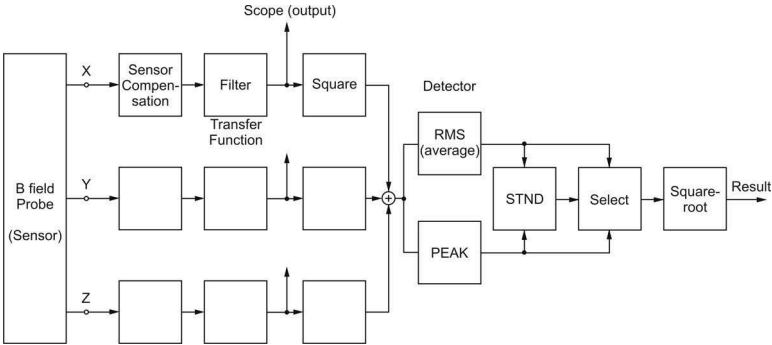 Scope (output)
X
Sensor
Compen-
sation
Filter
Square
Transfer
Function
Detector
B field
Probe
(Sensor)
Y
RMS
(average)
STND
Select
Square-
root
Result
PEAK
Z